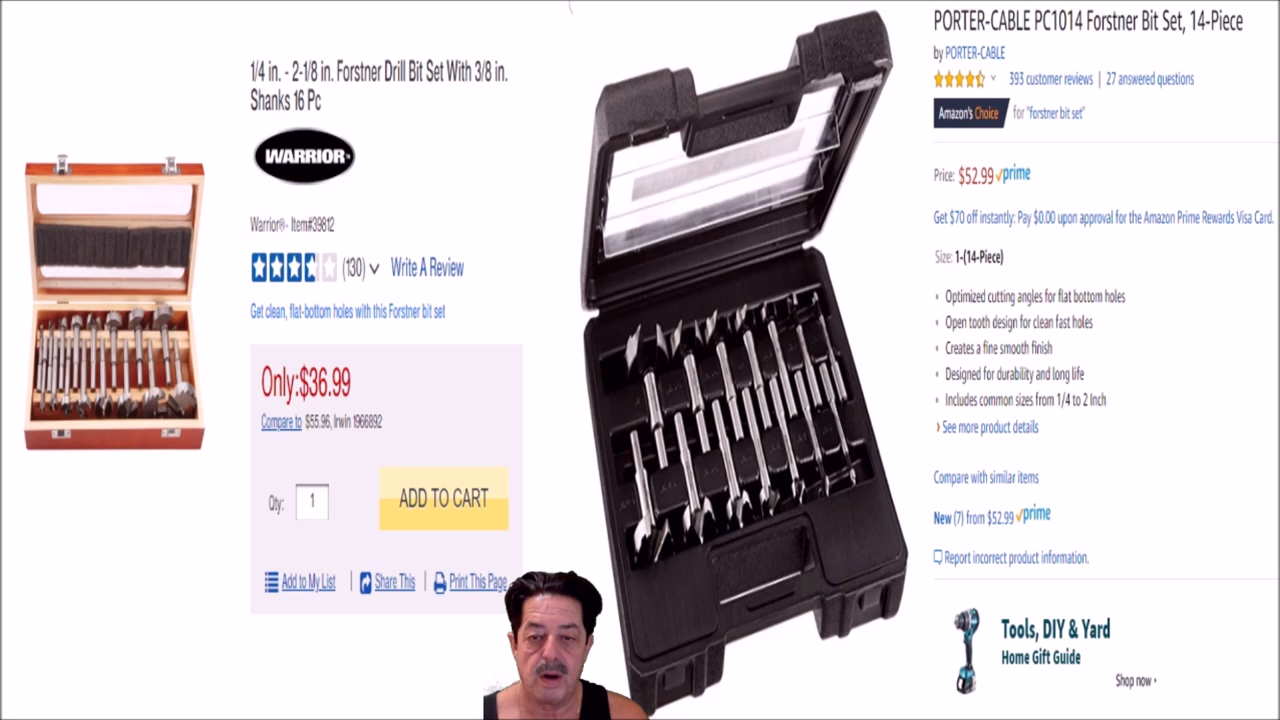 1/4 in. - 2-1/8 in. Forstner Drill Bit Set With 3/8 in.
Shanks 16 Pc
WARRIOR
Warrior® - Item#39812
(130) Write A Review
Get clean, flat-bottom holes with this Forstner bit set
Only:$36.99
Compare to $55.96, Irwin 1966892
Qty: 1 ADD TO CART
Add to My List | Share This | Print This Page
PORTER-CABLE PC1014 Forstner Bit Set, 14-Piece
by PORTER-CABLE
393 customer reviews | 27 answered questions
Amazon's Choice for "forstner bit set"
Price: $52.99 prime
Get $70 off instantly: Pay $0.00 upon approval for the Amazon Prime Rewards Visa Card.
Size: 1-(14-Piece)
• Optimized cutting angles for flat bottom holes
• Open tooth design for clean fast holes
• Creates a fine smooth finish
• Designed for durability and long life
• Includes common sizes from 1/4 to 2 Inch
› See more product details
Compare with similar items
New (7) from $52.99 prime
Report incorrect product information.
Tools, DIY & Yard
Home Gift Guide
Shop now ›